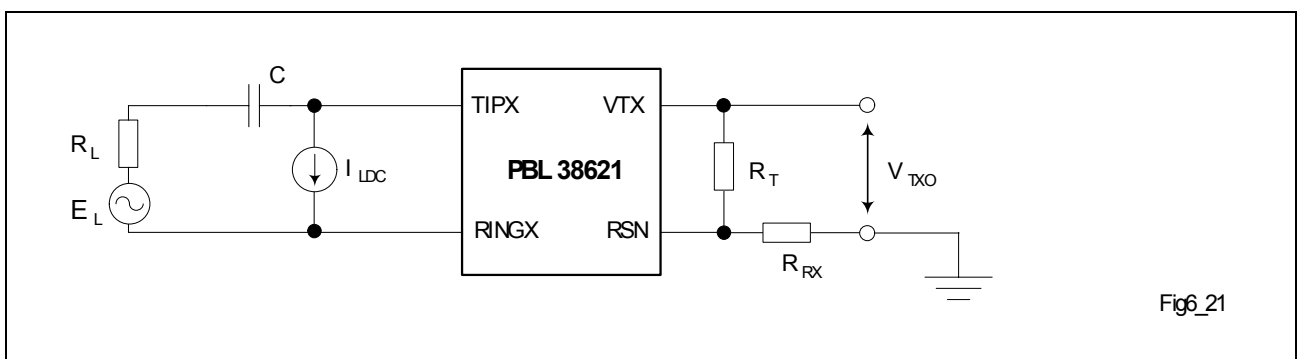 C
TIPX
VTX
R L
I LDC
PBL 38621
R T
V TXO
E L
RINGX
RSN
R RX
Fig6_21